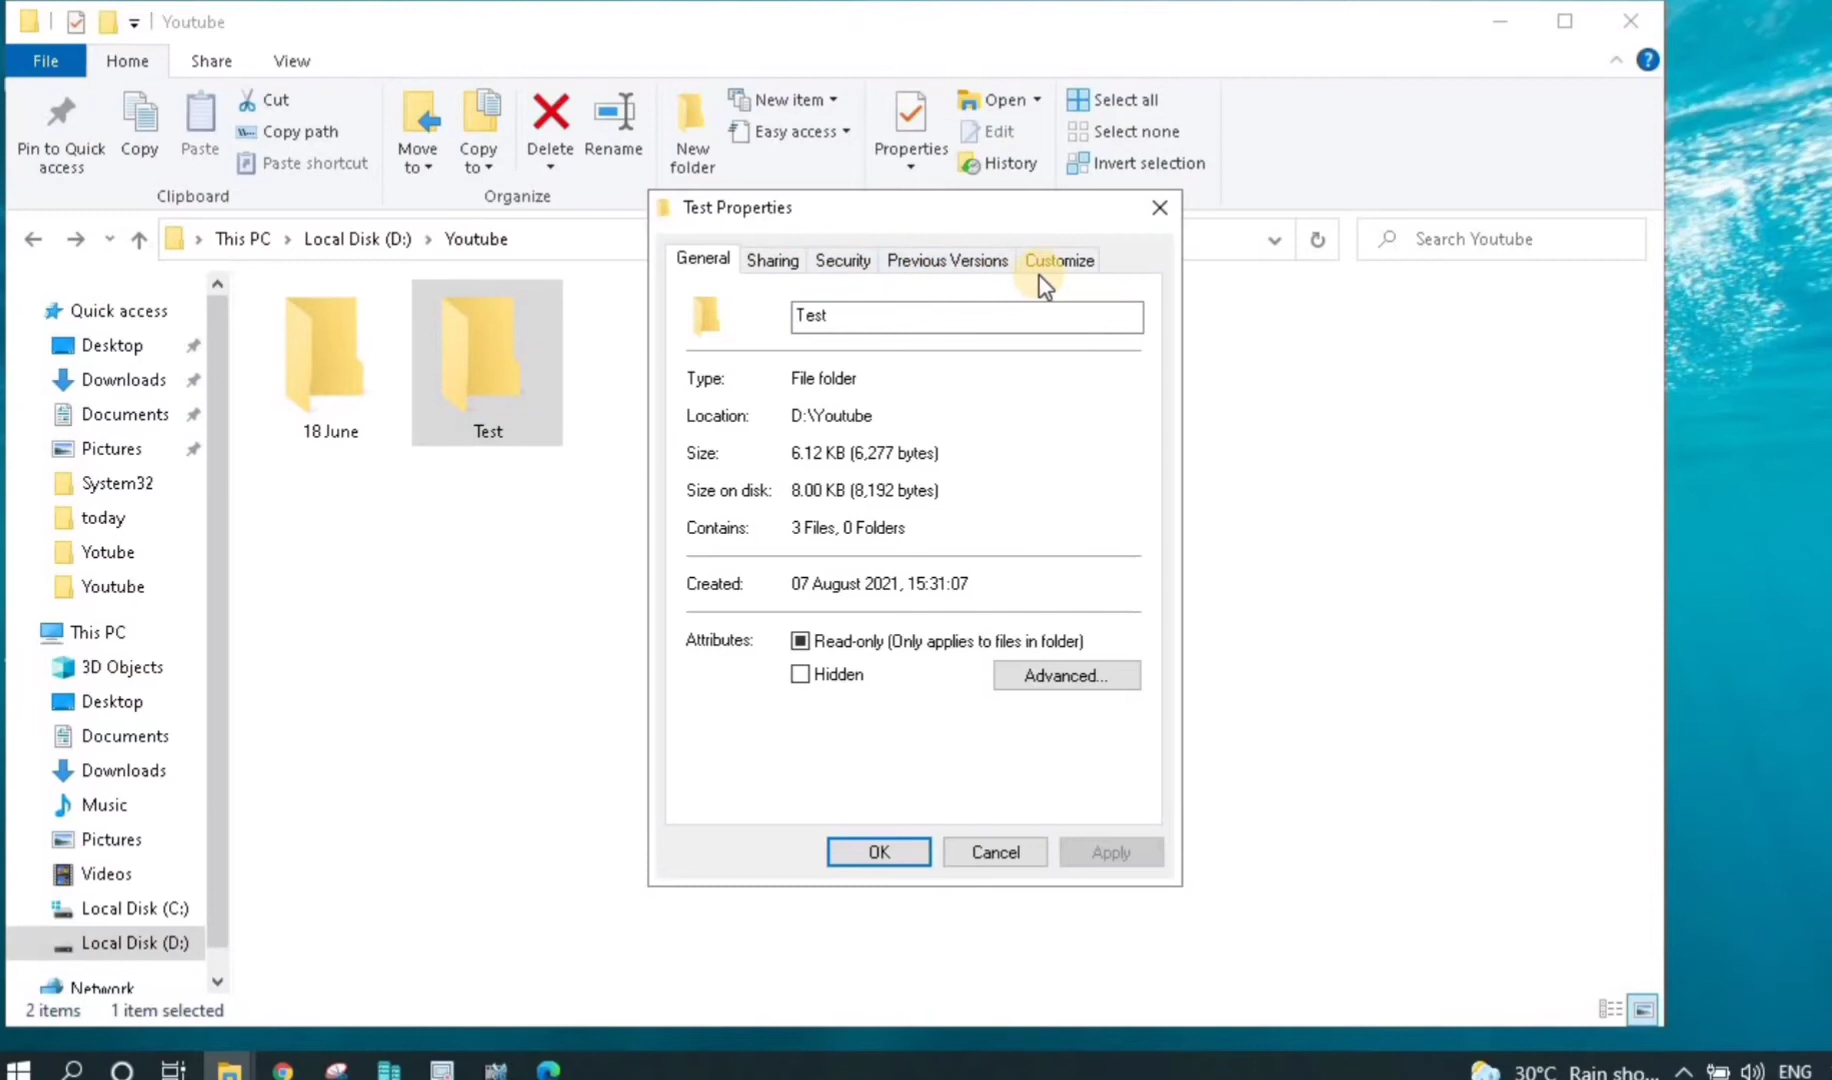 Youtube
File
Home
Share
View
?
Pin to Quick
access
Copy
Paste
Cut
Copy path
Paste shortcut
Clipboard
Move
to
Copy
to
Delete
Rename
Organize
New
folder
New item
Easy access
Properties
Open
Edit
History
Select all
Select none
Invert selection
This PC
Local Disk (D:)
Youtube
Search Youtube
Quick access
Desktop
Downloads
Documents
Pictures
System32
today
Yotube
Youtube
This PC
3D Objects
Desktop
Documents
Downloads
Music
Pictures
Videos
Local Disk (C:)
Local Disk (D:)
Network
18 June
Test
Test Properties
General
Sharing
Security
Previous Versions
Customize
Test
Type: File folder
Location: D:\Youtube
Size: 6.12 KB (6,277 bytes)
Size on disk: 8.00 KB (8,192 bytes)
Contains: 3 Files, 0 Folders
Created: 07 August 2021, 15:31:07
Attributes: Read-only (Only applies to files in folder)
Hidden
Advanced...
OK
Cancel
Apply
2 items
1 item selected
30°C Rain sho...
ENG